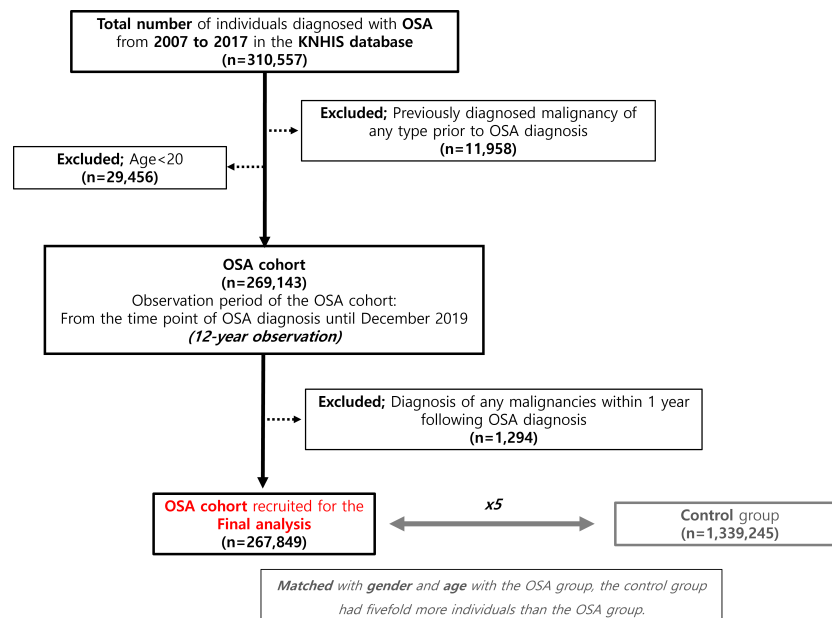 Total number of individuals diagnosed with OSA
from 2007 to 2017 in the KNHIS database
(n=310,557)
Excluded; Previously diagnosed malignancy of
any type prior to OSA diagnosis
(n=11,958)
Excluded; Age<20
(n=29,456)
OSA cohort
(n=269,143)
Observation period of the OSA cohort:
From the time point of OSA diagnosis until December 2019
(12-year observation)
Excluded; Diagnosis of any malignancies within 1 year
following OSA diagnosis
(n=1,294)
OSA cohort recruited for the
Final analysis
(n=267,849)
x5
Control group
(n=1,339,245)
Matched with gender and age with the OSA group, the control group
had fivefold more individuals than the OSA group.